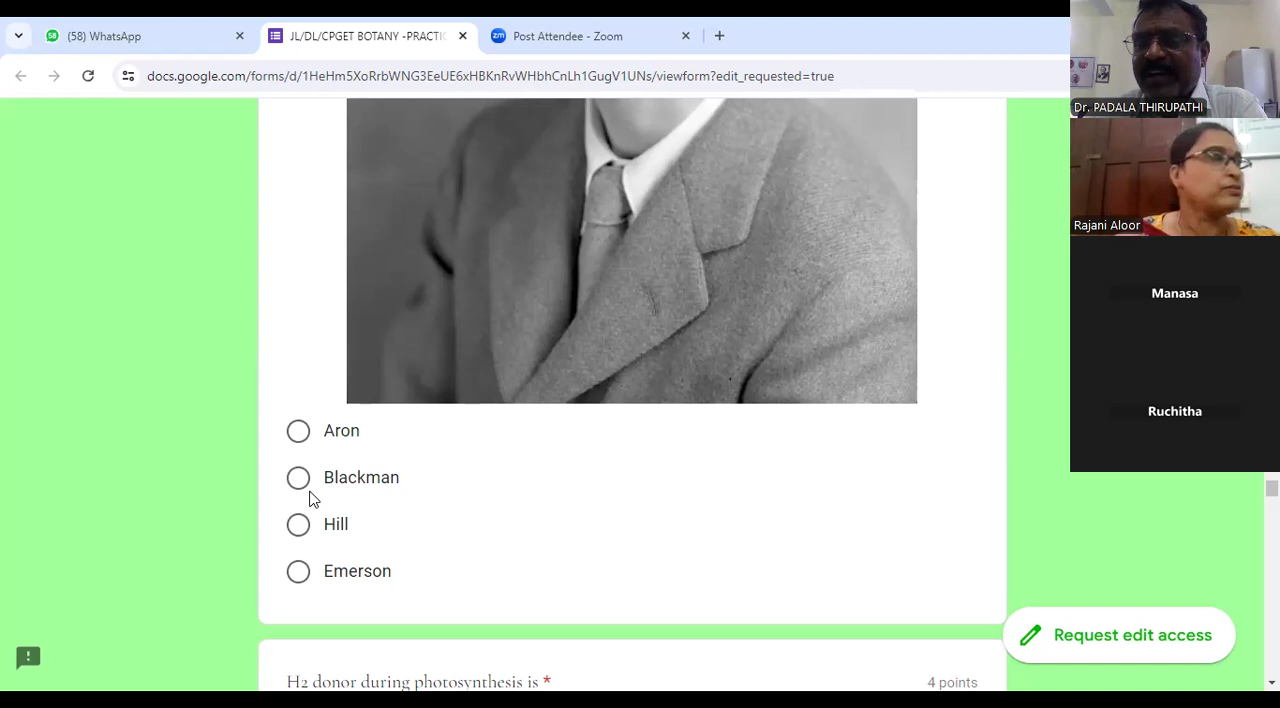 (58) WhatsApp
JL/DL/CPGET BOTANY -PRACTIC
Post Attendee - Zoom
docs.google.com/forms/d/1HeHm5XoixOWNG3EeUE6xHBKnRvWHbhCnLh1GugV1UNs/viewform?edit_requested=true
Dr. PADALA THIRUPATHI
Rajani Aloor
Manasa
Ruchitha
Aron
Blackman
Hill
Emerson
Request edit access
H2 donor during photosynthesis is *
4 points